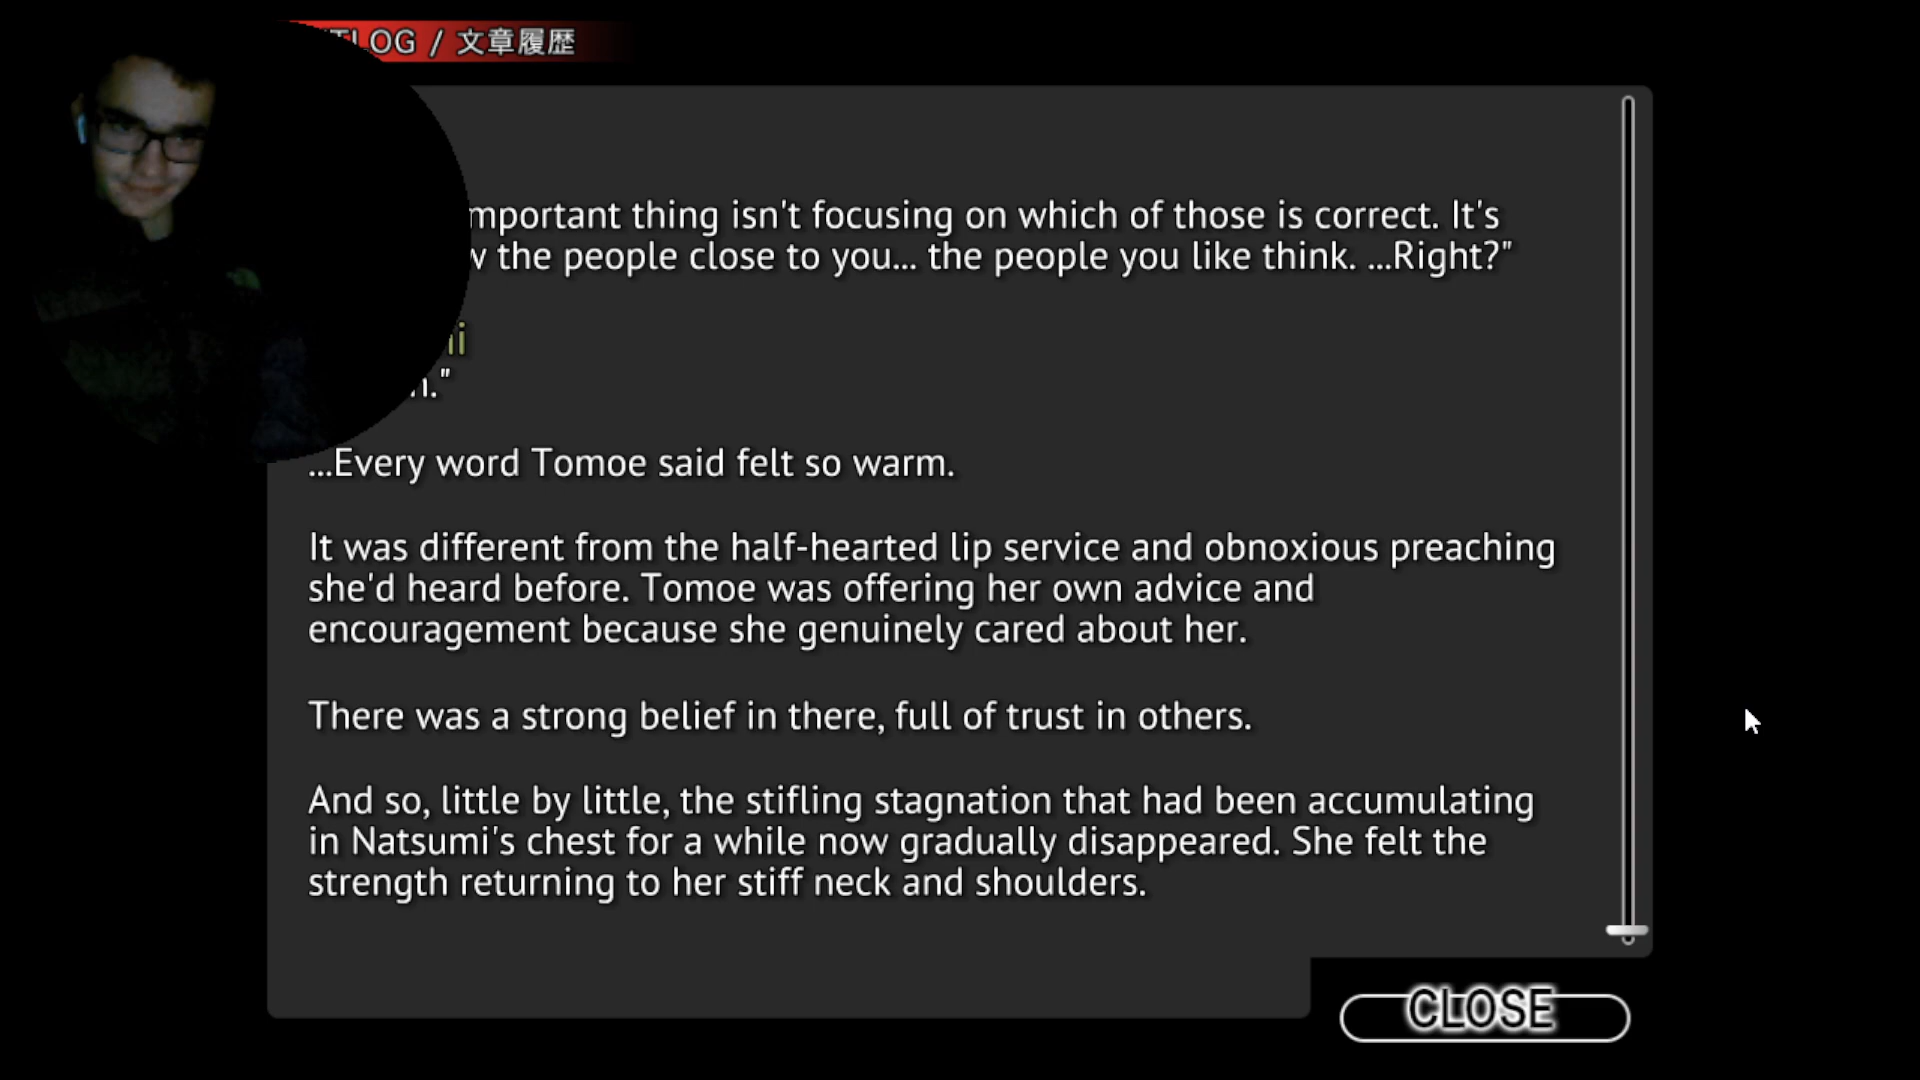 LOG / 文章履歴
important thing isn't focusing on which of those is correct. It's
the people close to you... the people you like think. ...Right?"
...Every word Tomoe said felt so warm.
It was different from the half-hearted lip service and obnoxious preaching
she'd heard before. Tomoe was offering her own advice and
encouragement because she genuinely cared about her.
There was a strong belief in there, full of trust in others.
And so, little by little, the stifling stagnation that had been accumulating
in Natsumi's chest for a while now gradually disappeared. She felt the
strength returning to her stiff neck and shoulders.
CLOSE